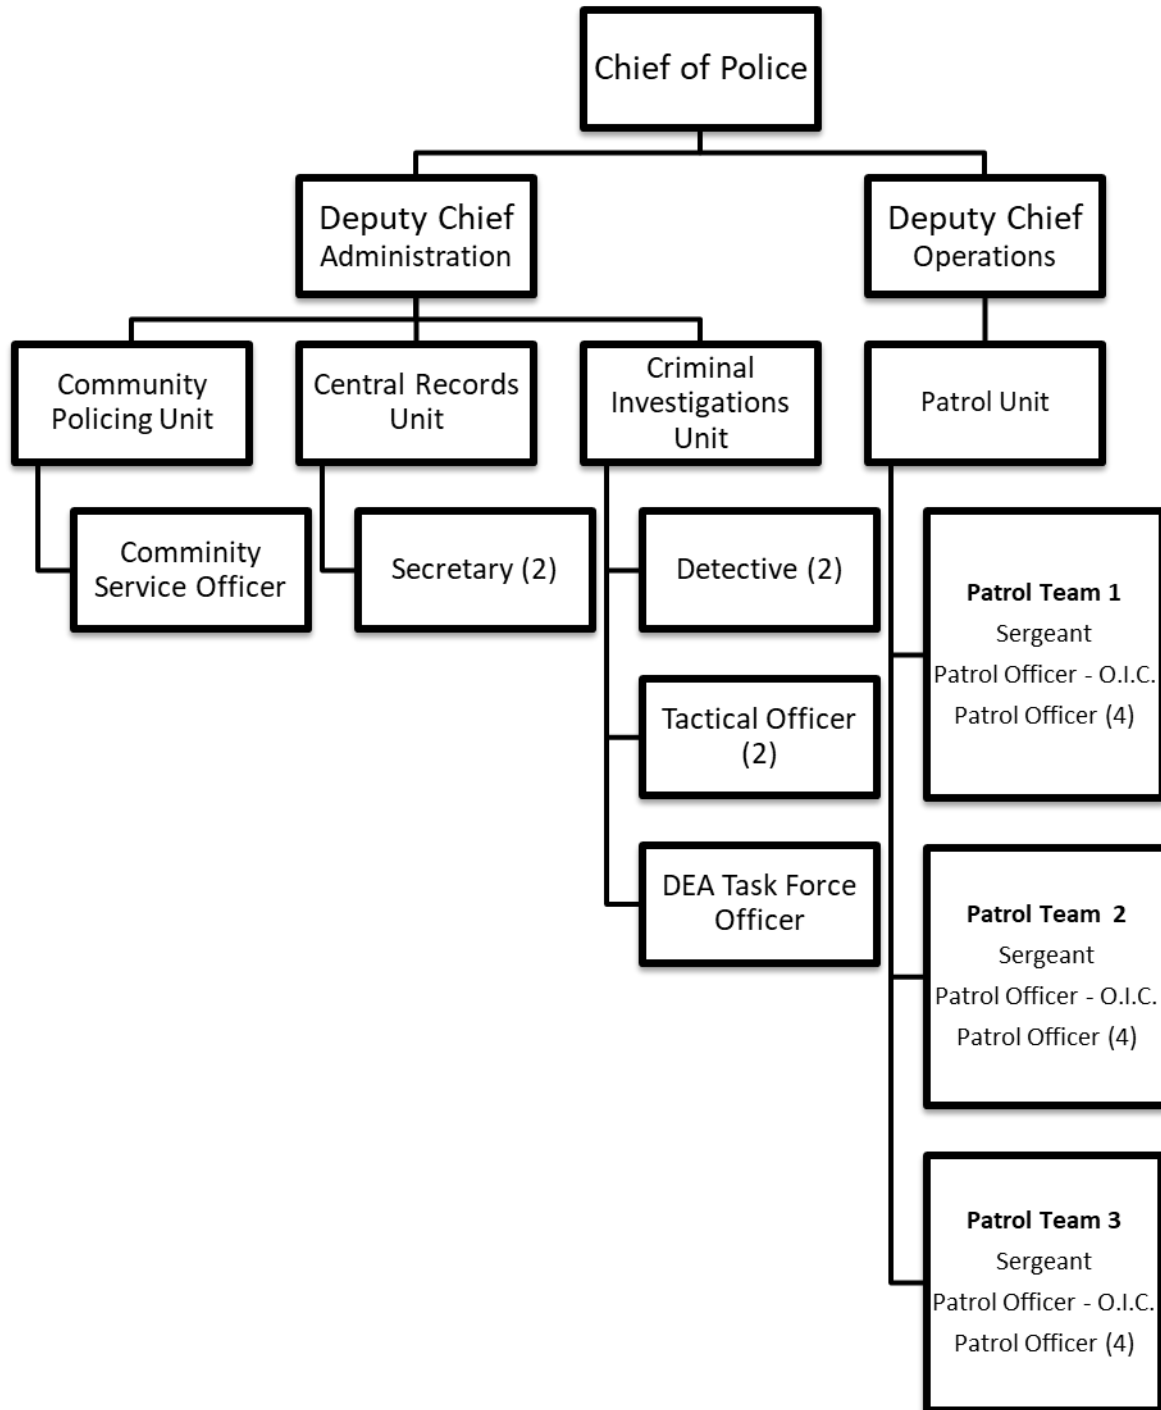 Chief of Police
Deputy Chief
Administration
Deputy Chief
Operations
Community
Policing Unit
Central Records
Unit
Criminal
Investigations
Unit
Patrol Unit
Comminity
Service Officer
Secretary (2)
Detective (2)
Tactical Officer
(2)
DEA Task Force
Officer
Patrol Team 1
Sergeant
Patrol Officer - O.I.C.
Patrol Officer (4)
Patrol Team 2
Sergeant
Patrol Officer - O.I.C.
Patrol Officer (4)
Patrol Team 3
Sergeant
Patrol Officer - O.I.C.
Patrol Officer (4)